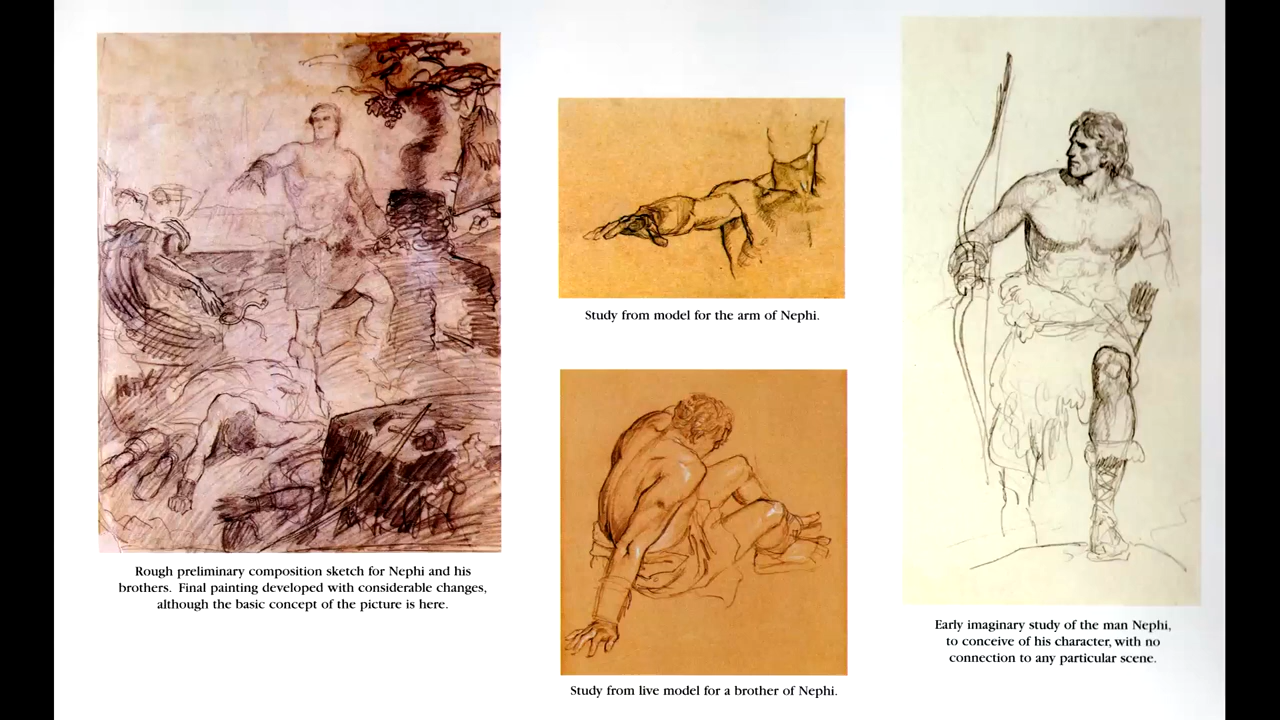 Rough preliminary composition sketch for Nephi and his
brothers. Final painting developed with considerable changes,
although the basic concept of the picture is here.
Study from model for the arm of Nephi.
Study from live model for a brother of Nephi.
Early imaginary study of the man Nephi,
to conceive of his character, with no
connection to any particular scene.